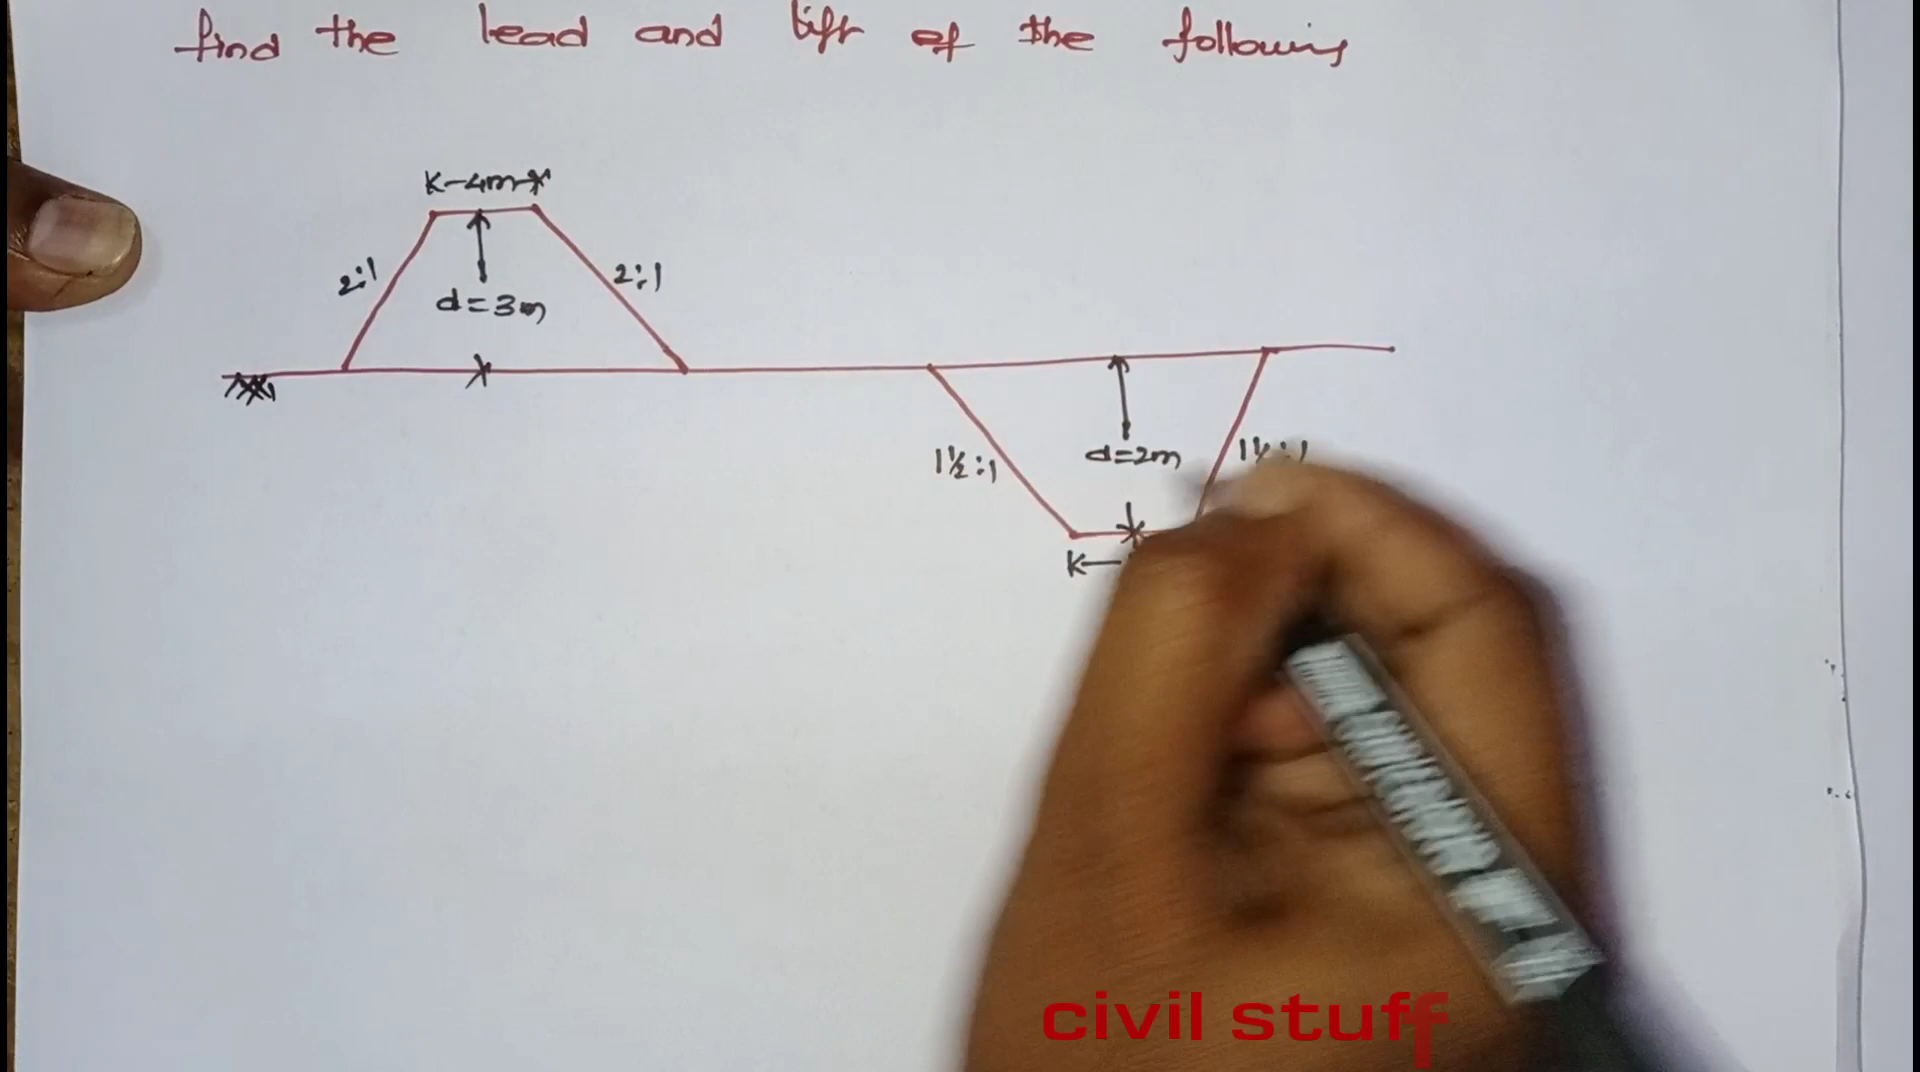 find the lead and lift of the following
K-4m-*
2:1
2:1
d=3m
1½:1
d=2m
1½:1
K—
civil stuff